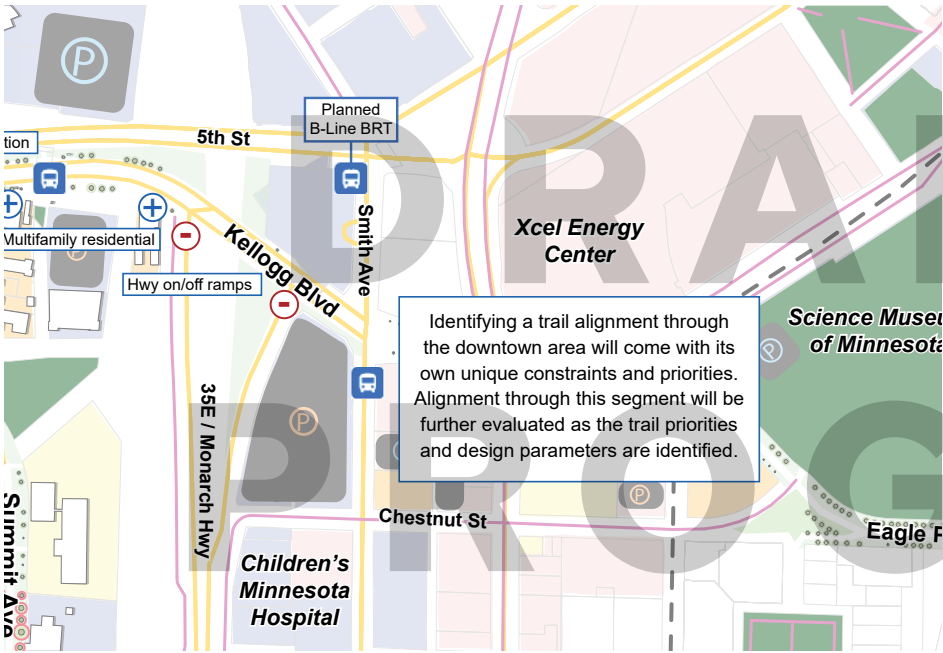 P
Planned
B-Line BRT
5th St
tion
Smith Ave
Xcel Energy
Center
Multifamily residential
P
Kellogg Blvd
Hwy on/off ramps
DRA
Identifying a trail alignment through
the downtown area will come with its
own unique constraints and priorities.
Alignment through this segment will be
further evaluated as the trail priorities
and design parameters are identified.
Science Museu
of Minnesota
P
35E / Monarch Hwy
P
PROG
P
Chestnut St
Eagle
Summit Ave
Children's
Minnesota
Hospital